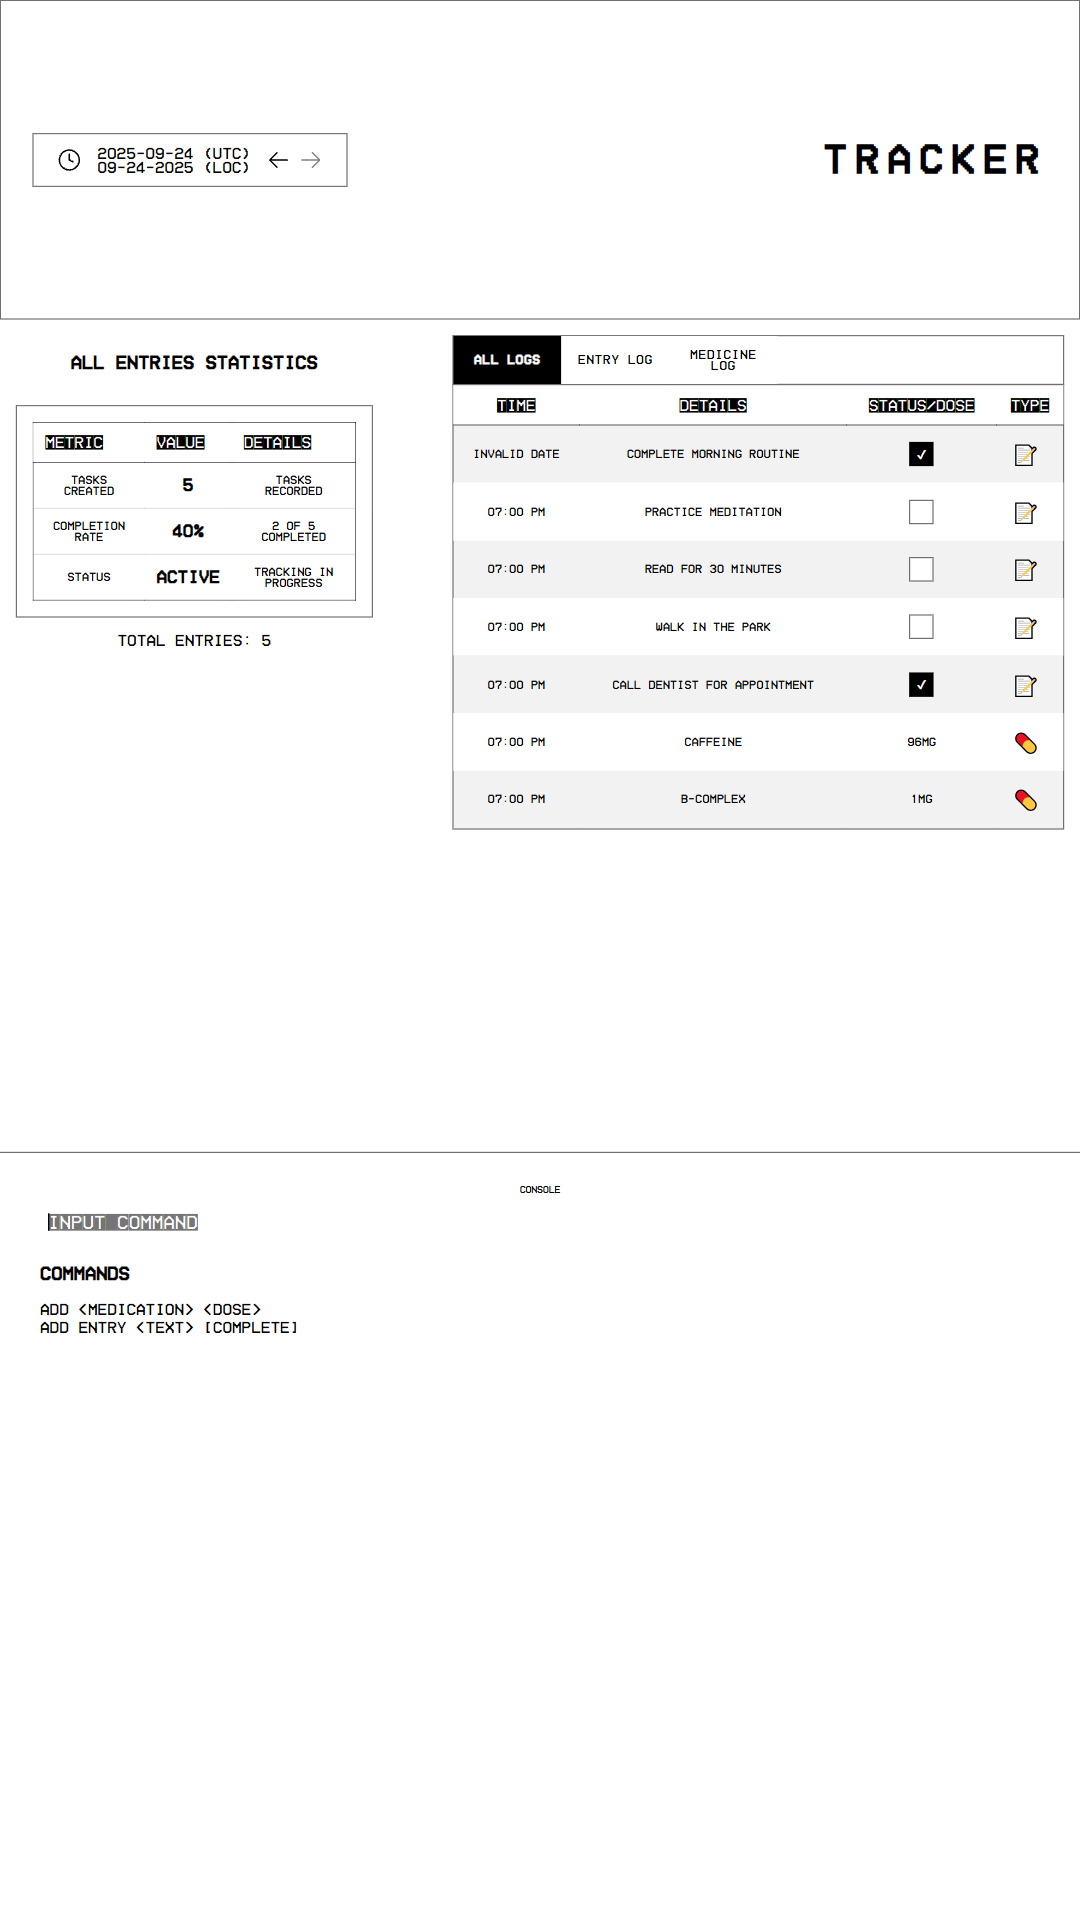 2025-09-24 (UTC)
09-24-2025 (LOC)
TRACKER
ALL ENTRIES STATISTICS
METRIC VALUE DETAILS
TASKS CREATED 5 TASKS RECORDED
COMPLETION RATE 40% 2 OF 5 COMPLETED
STATUS ACTIVE TRACKING IN PROGRESS
TOTAL ENTRIES: 5
ALL LOGS ENTRY LOG MEDICINE LOG
TIME DETAILS STATUS/DOSE TYPE
INVALID DATE COMPLETE MORNING ROUTINE
07:00 PM PRACTICE MEDITATION
07:00 PM READ FOR 30 MINUTES
07:00 PM WALK IN THE PARK
07:00 PM CALL DENTIST FOR APPOINTMENT
07:00 PM CAFFEINE 96MG
07:00 PM B-COMPLEX 1MG
CONSOLE
INPUT COMMAND
COMMANDS
ADD <MEDICATION> <DOSE>
ADD ENTRY <TEXT> [COMPLETE]